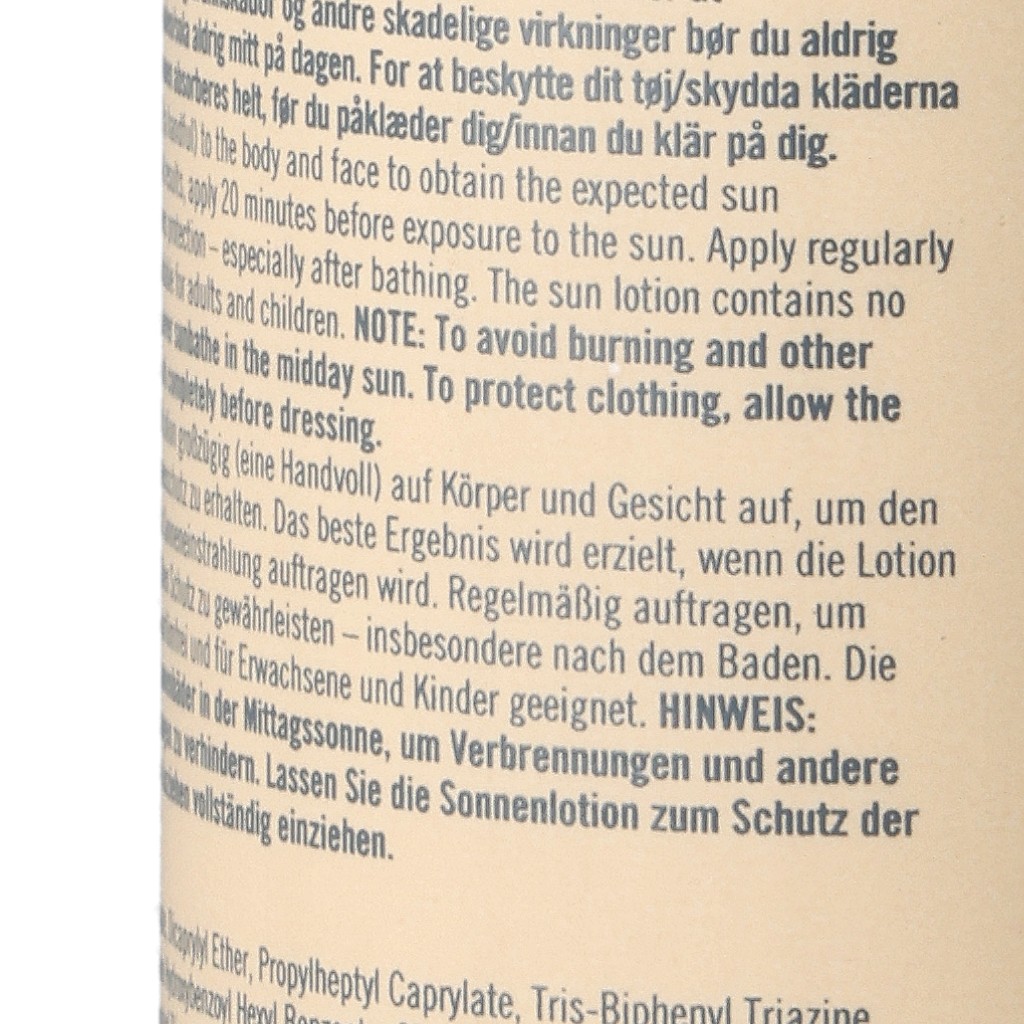 og andre skadelige virkninger bør du aldrig
aldrig mitt på dagen. For at beskytte dit tøj/skydda kläderna
absorberes helt, før du påklæder dig/innan du klär på dig.
to the body and face to obtain the expected sun
apply 20 minutes before exposure to the sun. Apply regularly
protection – especially after bathing. The sun lotion contains no
for adults and children. NOTE: To avoid burning and other
sunbathe in the midday sun. To protect clothing, allow the
completely before dressing.
großzügig (eine Handvoll) auf Körper und Gesicht auf, um den
zu erhalten. Das beste Ergebnis wird erzielt, wenn die Lotion
auftragen wird. Regelmäßig auftragen, um
Schutz zu gewährleisten – insbesondere nach dem Baden. Die
und für Erwachsene und Kinder geeignet. HINWEIS:
in der Mittagssonne, um Verbrennungen und andere
zu verhindern. Lassen Sie die Sonnenlotion zum Schutz der
vollständig einziehen.
Dicaprylyl Ether, Propylheptyl Caprylate, Tris-Biphenyl Triazine
Hexyl